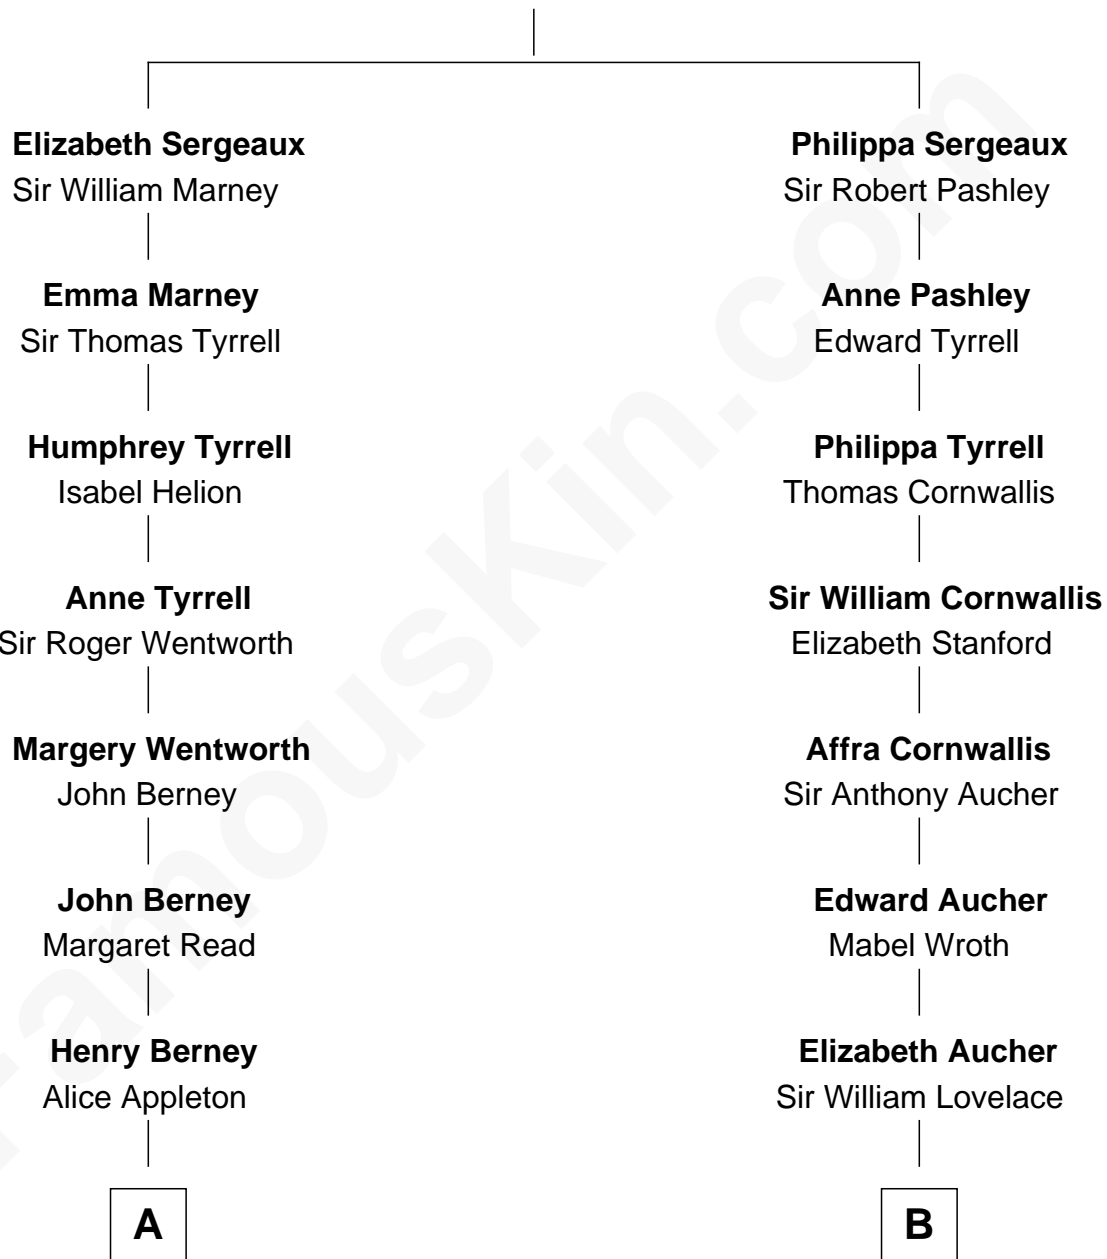 Elizabeth Sergeaux
Sir William Marney
Emma Marney
Sir Thomas Tyrrell
Humphrey Tyrrell
Isabel Helion
Anne Tyrrell
Sir Roger Wentworth
Margery Wentworth
John Berney
John Berney
Margaret Read
Henry Berney
Alice Appleton
A
Philippa Sergeaux
Sir Robert Pashley
Anne Pashley
Edward Tyrrell
Philippa Tyrrell
Thomas Cornwallis
Sir William Cornwallis
Elizabeth Stanford
Affra Cornwallis
Sir Anthony Aucher
Edward Aucher
Mabel Wroth
Elizabeth Aucher
Sir William Lovelace
B
FamousKin.com